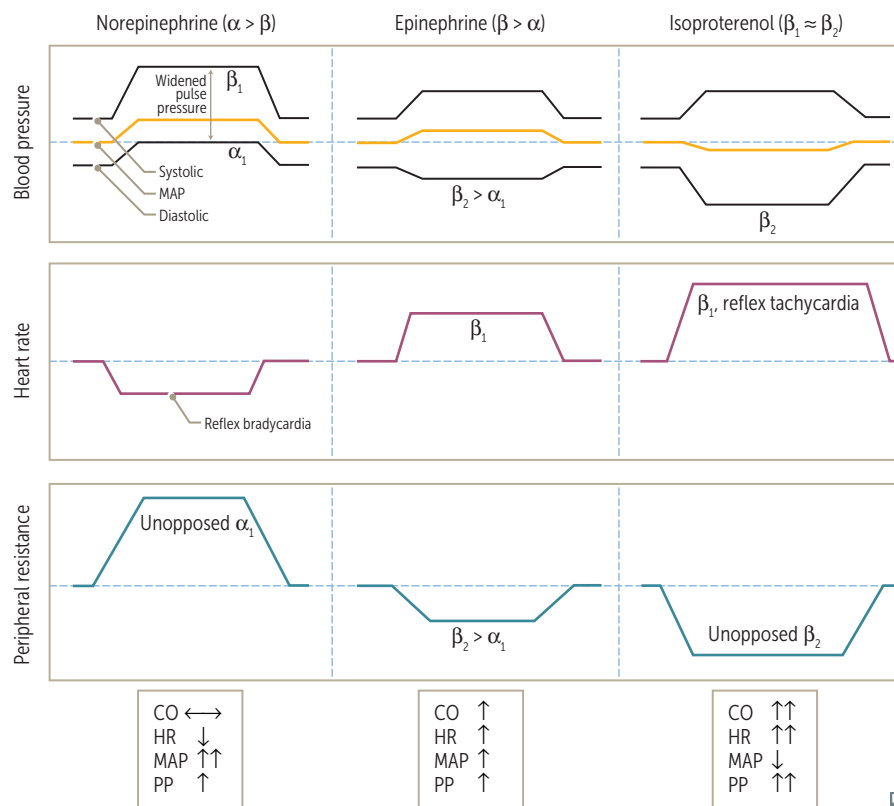 Norepinephrine (α > β)
Epinephrine (β > α)
Isoproterenol (β₁ ≈ β₂)
Blood pressure
Widened
pulse
pressure
β₁
α₁
Systolic
MAP
Diastolic
β₂ > α₁
β₂
Heart rate
Reflex bradycardia
β₁
β₁, reflex tachycardia
Peripheral resistance
Unopposed α₁
β₂ > α₁
Unopposed β₂
CO ⟷
HR ↓
MAP ↑↑
PP ↑
CO ↑
HR ↑
MAP ↑
PP ↑
CO ↑↑
HR ↑↑
MAP ↓
PP ↑↑